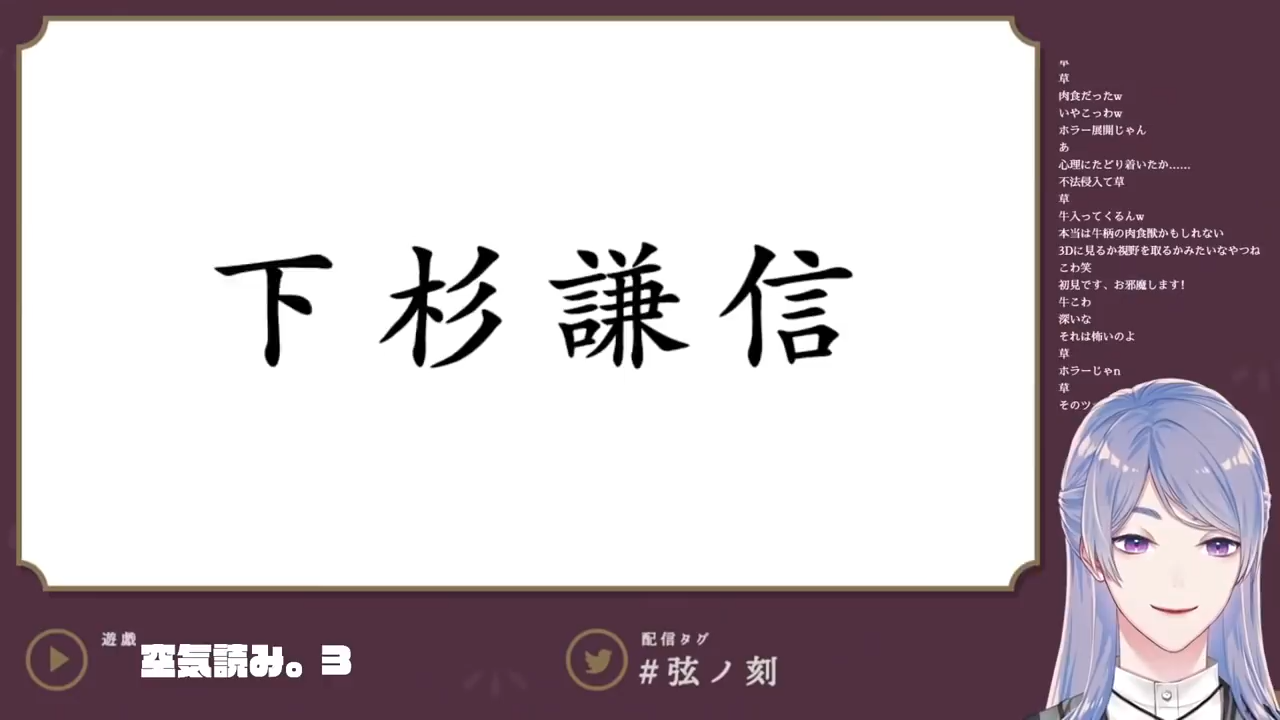 下杉謙信
草
肉食だったw
いやこっわw
ホラー展開じゃん
あ
心理にたどり着いたか……
不法侵入て草
草
牛入ってくるんw
本当は牛柄の肉食獣かもしれない
3Dに見るか視野を取るかみたいなやつね
こわ笑
初見です、お邪魔します!
牛こわ
深いな
それは怖いのよ
草
ホラーじゃn
草
そのツ
遊戯
空気読み。3
配信タグ
#弦ノ刻